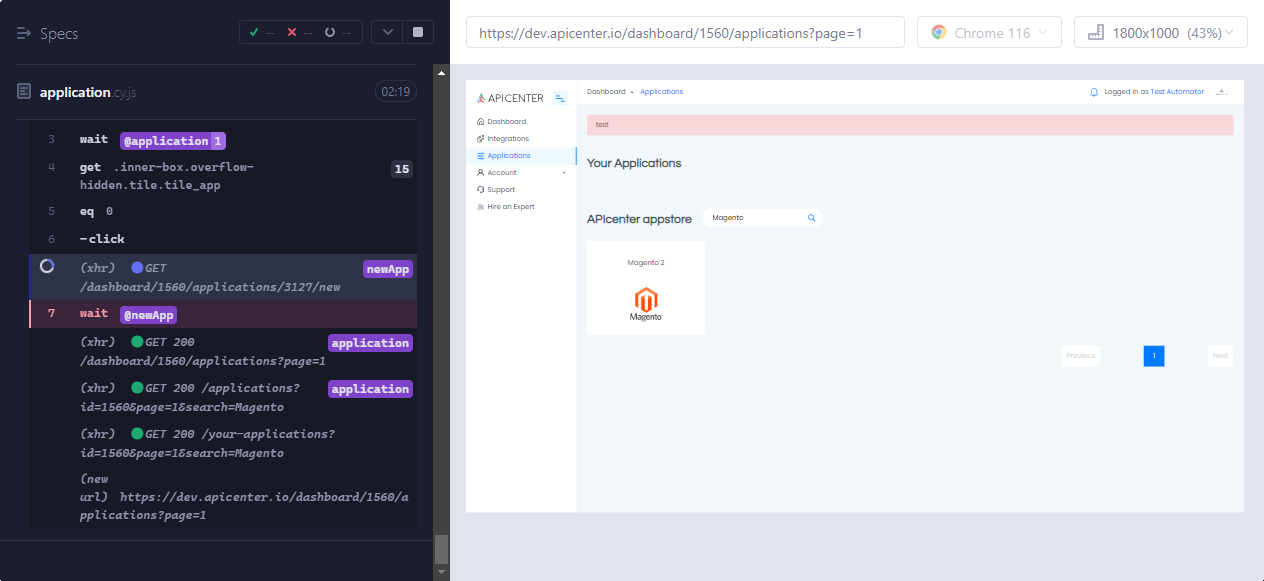 Specs
-- -- --
application.cy.js
02:19
3 wait @application 1
4 get .inner-box.overflow-
hidden.tile.tile_app
15
5 eq 0
6 -click
(xhr) GET
/dashboard/1560/applications/3127/new
newApp
7 wait @newApp
(xhr) GET 200
/dashboard/1560/applications?page=1
application
(xhr) GET 200 /applications?
id=1560&page=1&search=Magento
application
(xhr) GET 200 /your-applications?
id=1560&page=1&search=Magento
(new
url) https://dev.apicenter.io/dashboard/1560/a
pplications?page=1
https://dev.apicenter.io/dashboard/1560/applications?page=1
Chrome 116
1800x1000 (43%)
APICENTER
Dashboard
Integrations
Applications
Account
Support
Hire an Expert
Dashboard • Applications
Logged in as Test Automator
test
Your Applications
APIcenter appstore
Magento
Magento 2
Magento
Previous
1
Next